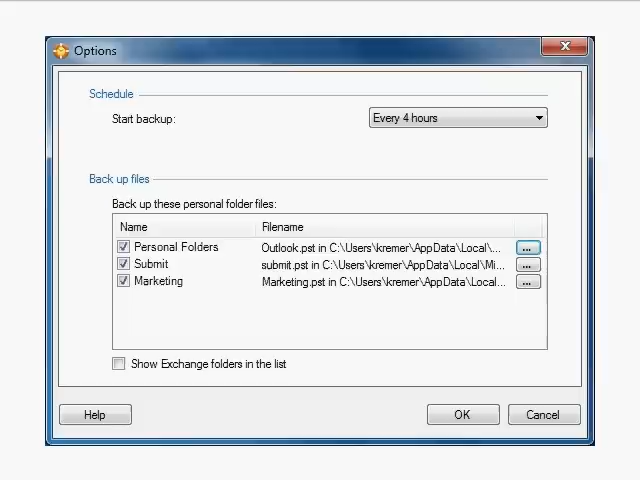 Options
Schedule
Start backup: Every 4 hours
Back up files
Back up these personal folder files:
Name Filename
Personal Folders Outlook.pst in C:\Users\kremer\AppData\Local\... ...
Submit submit.pst in C:\Users\kremer\AppData\Local\Mi... ...
Marketing Marketing.pst in C:\Users\kremer\AppData\Local... ...
Show Exchange folders in the list
Help OK Cancel